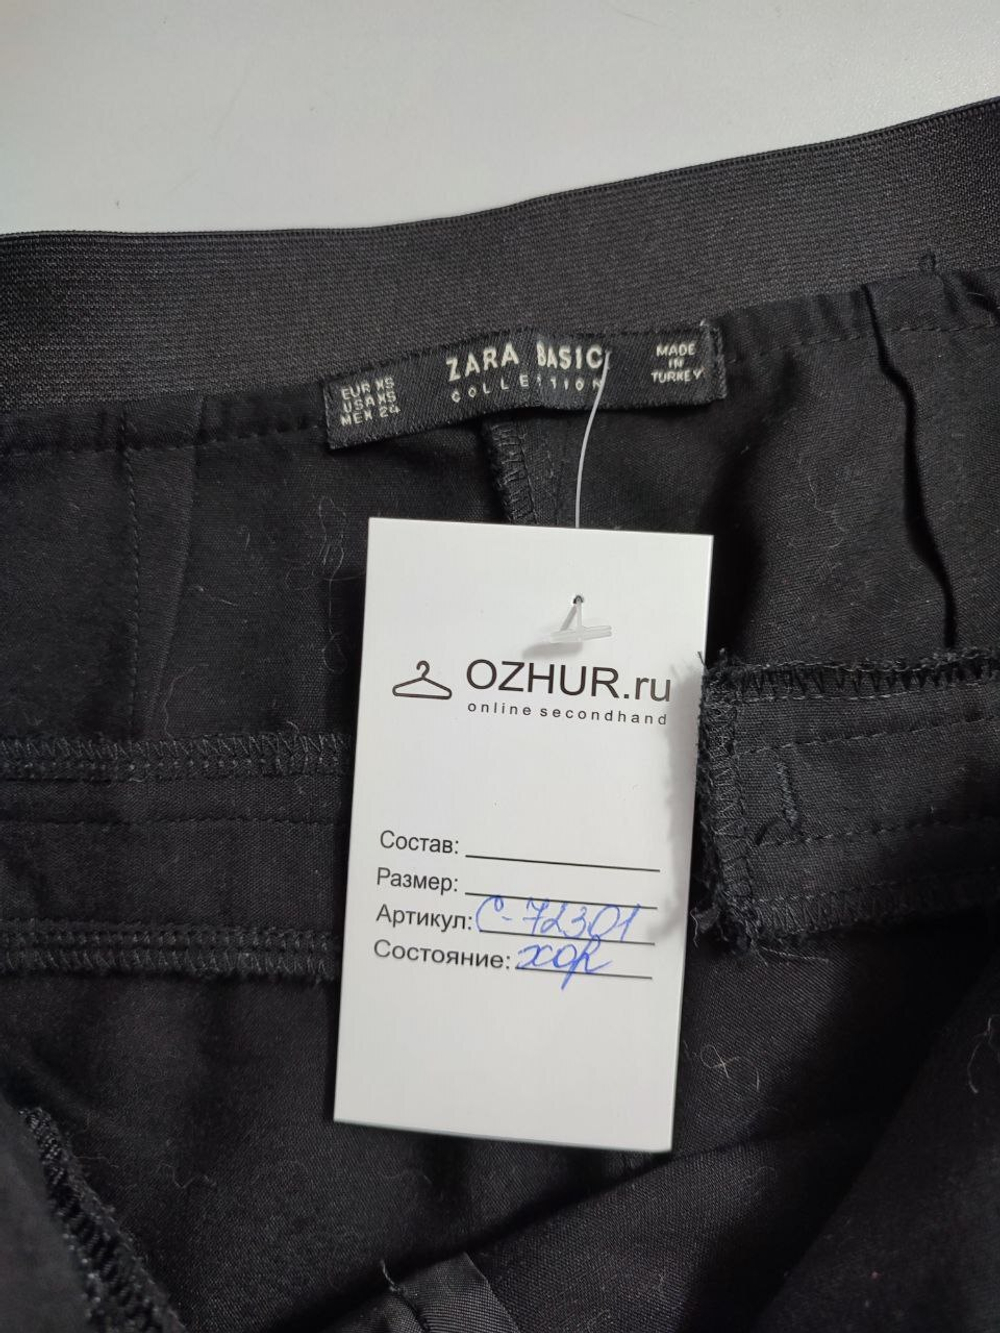 EUR XS
USA XS
MEX 24
ZARA BASIC
COLLECTION
MADE
IN
TURKEY
OZHUR.ru
online secondhand
Состав:
Размер:
Артикул: С-72301
Состояние: хор